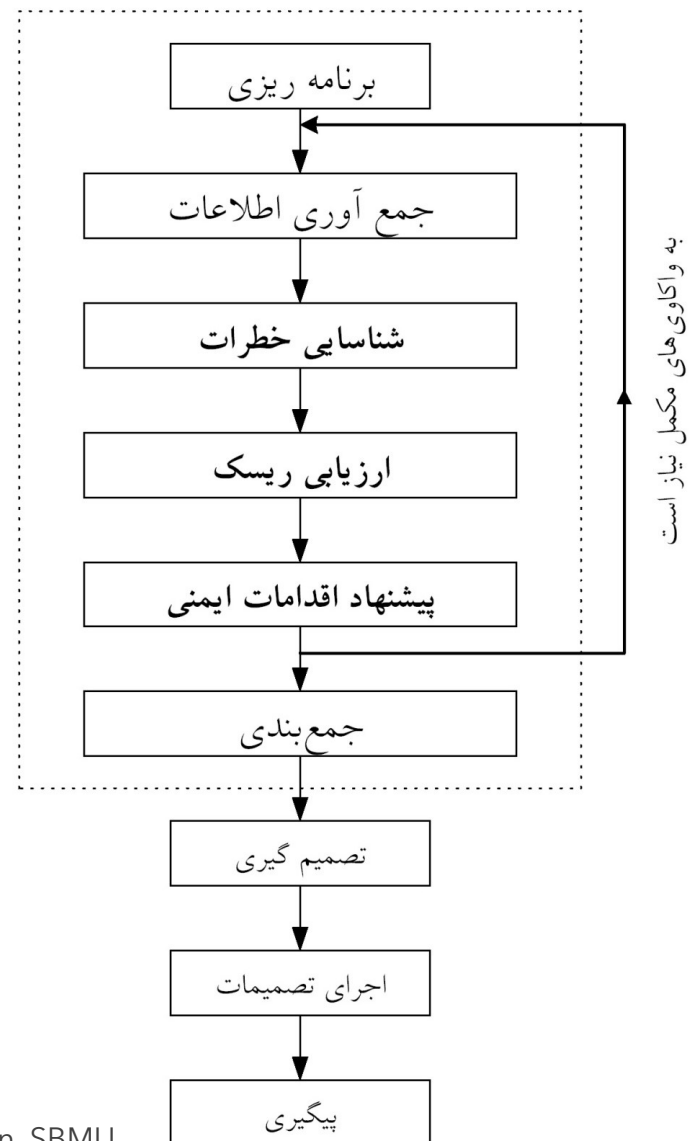 برنامه ریزی
جمع آوری اطلاعات
شناسایی خطرات
ارزیابی ریسک
پیشنهاد اقدامات ایمنی
جمع‌بندی
تصمیم گیری
اجرای تصمیمات
پیگیری
به واکاوی‌های مکمل نیاز است
SBMU